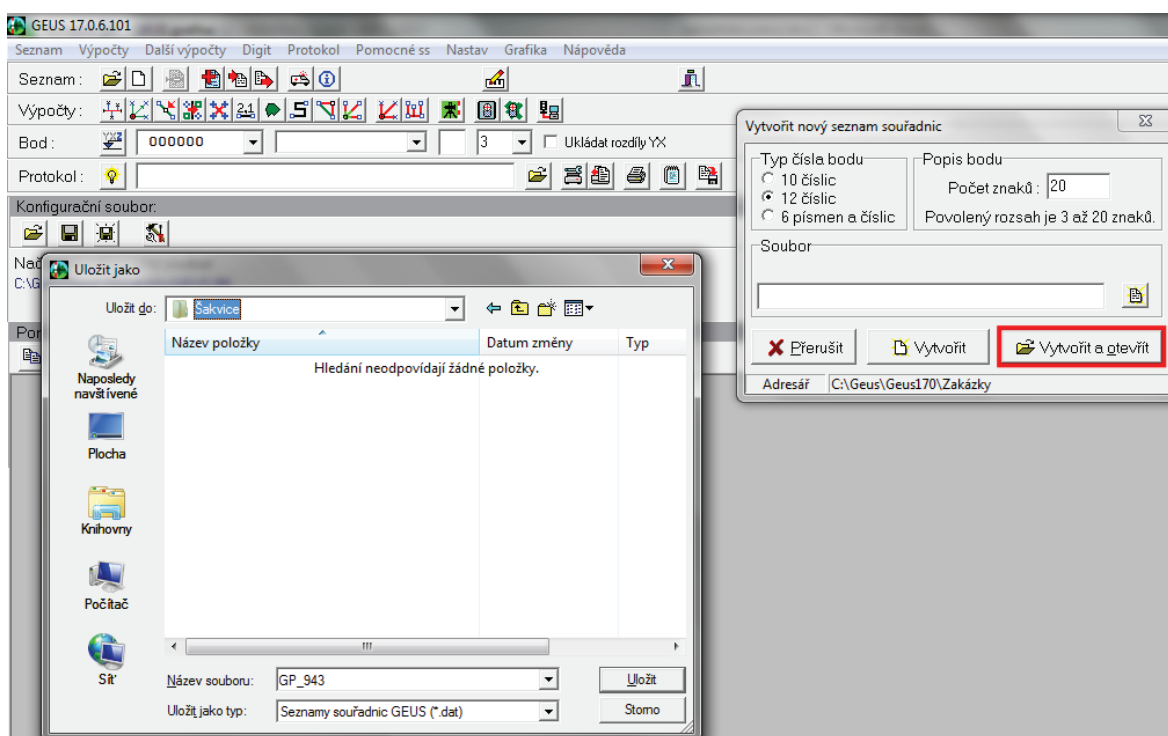 GEUS 17.0.6.101
Seznam Výpočty Další výpočty Digit Protokol Pomocné ss Nastav Grafika Nápověda
Seznam :
Výpočty :
Bod : 000000 3 Ukládat rozdíly YX
Protokol :
Konfigurační soubor:
Nač
C:\G
Por
Uložit jako
Uložit do: Šakvice
Název položky Datum změny Typ
Hledání neodpovídají žádné položky.
Naposledy
navštívené
Plocha
Knihovny
Počítač
Síť
Název souboru: GP_943 Uložit
Uložit jako typ: Seznamy souřadnic GEUS (*.dat) Storno
Vytvořit nový seznam souřadnic
Typ čísla bodu
10 číslic
12 číslic
6 písmen a číslic
Popis bodu
Počet znaků : 20
Povolený rozsah je 3 až 20 znaků.
Soubor
Přerušit Vytvořit Vytvořit a otevřít
Adresář C:\Geus\Geus170\Zakázky